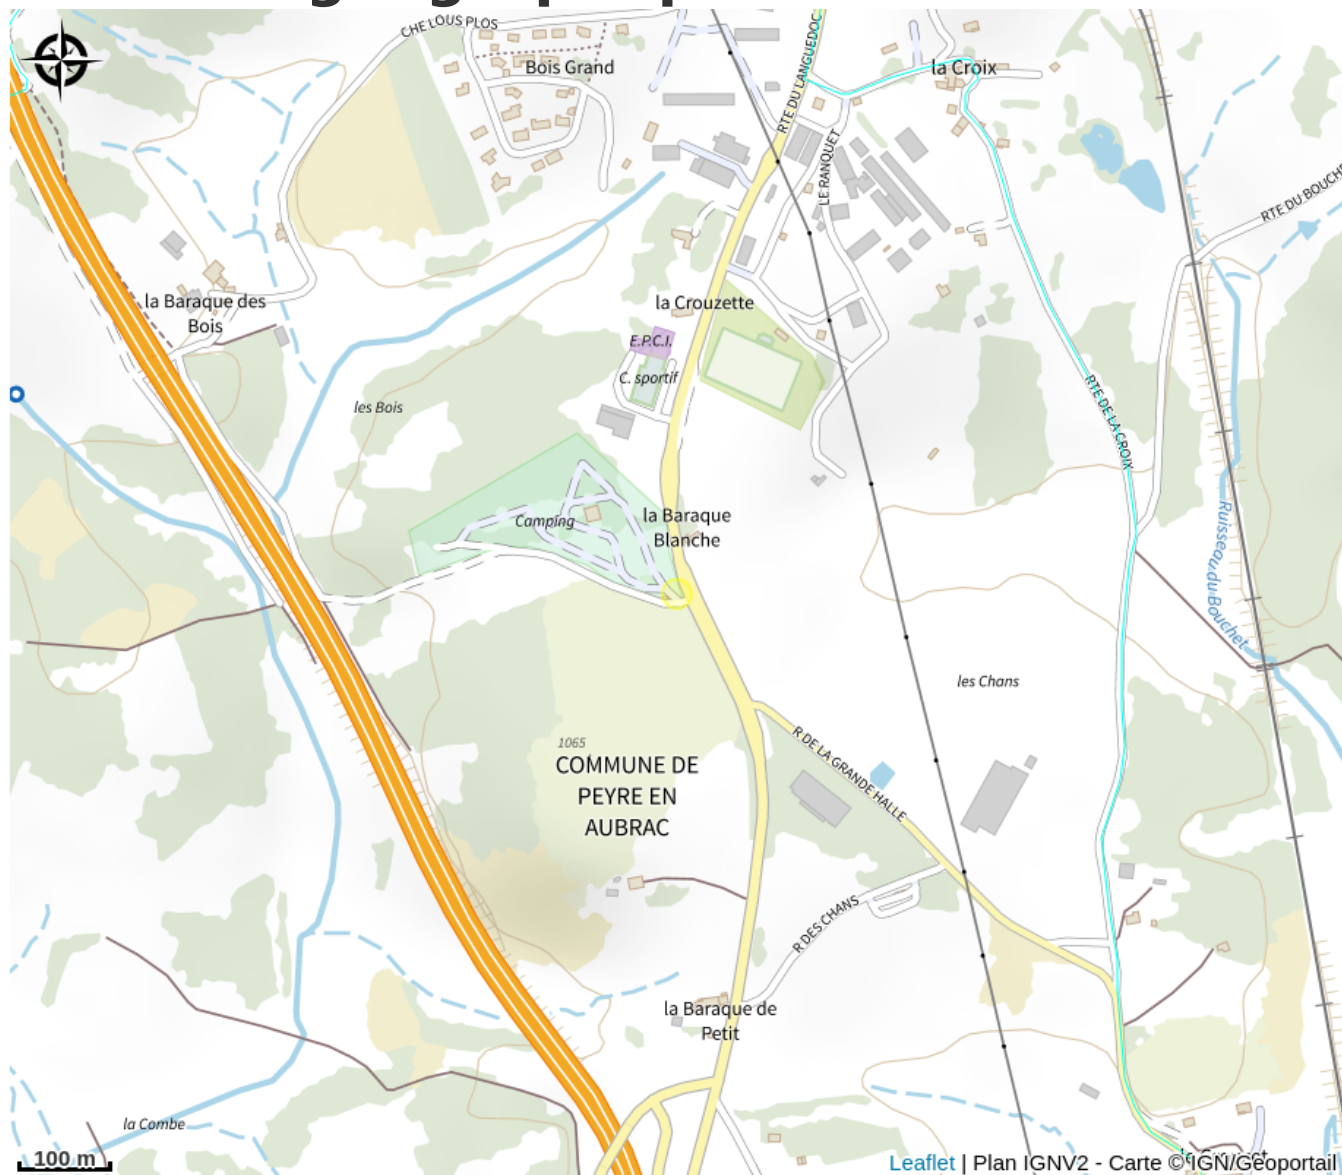 CHE LOUS PLOS
Bois Grand
RTE DU LANGUEDOC
la Croix
LE RANQUET
RTE DU BOUCHE
la Baraque des
Bois
la Crouzette
E.P.C.I.
C. sportif
les Bois
RTE DE LA CROIX
Camping
la Baraque
Blanche
Ruisseau du Bouchet
les Chans
1065
COMMUNE DE
PEYRE EN
AUBRAC
R DE LA GRANDE HALLE
R DES CHANS
la Baraque de
Petit
la Combe
100 m
Leaflet | Plan IGNV2 - Carte © IGN/Géoportail